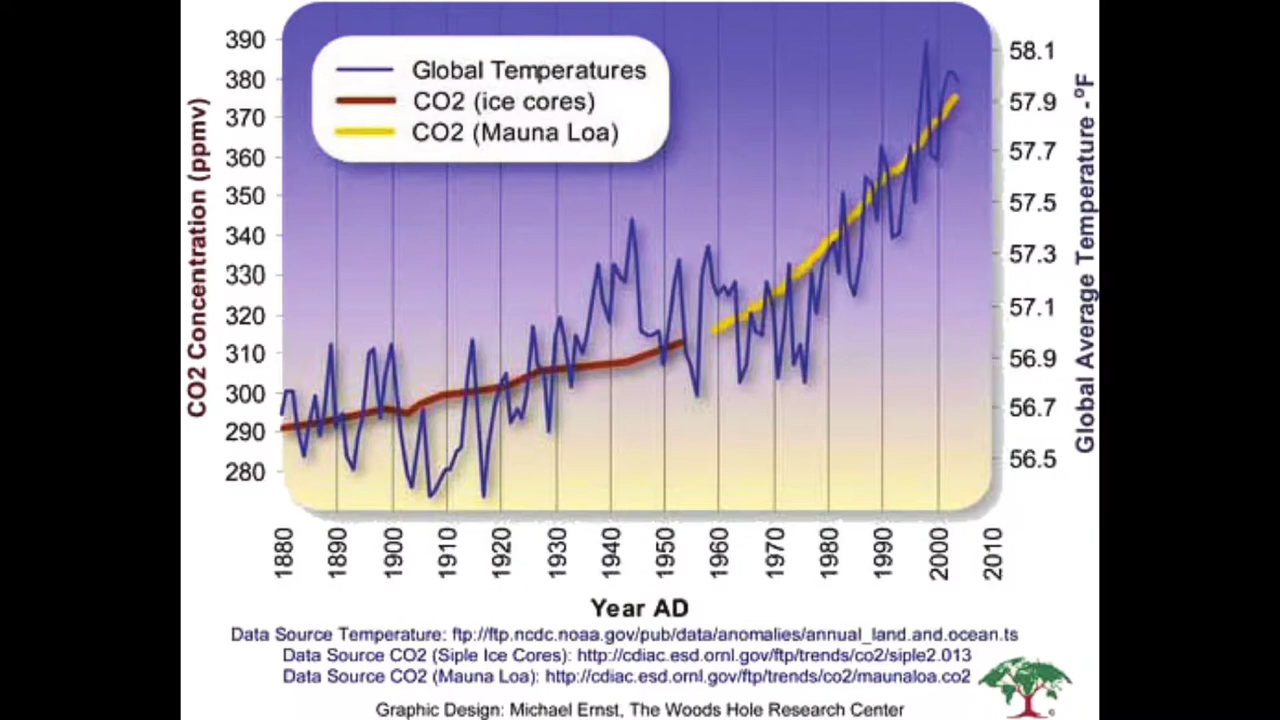 Global Temperatures
CO2 (ice cores)
CO2 (Mauna Loa)
CO2 Concentration (ppmv)
390
380
370
360
350
340
330
320
310
300
290
280
58.1
57.9
57.7
57.5
57.3
57.1
56.9
56.7
56.5
Global Average Temperature - ºF
1880 1890 1900 1910 1920 1930 1940 1950 1960 1970 1980 1990 2000 2010
Year AD
Data Source Temperature: ftp://ftp.ncdc.noaa.gov/pub/data/anomalies/annual_land.and.ocean.ts
Data Source CO2 (Siple Ice Cores): http://cdiac.esd.ornl.gov/ftp/trends/co2/siple2.013
Data Source CO2 (Mauna Loa): http://cdiac.esd.ornl.gov/ftp/trends/co2/maunaloa.co2
Graphic Design: Michael Ernst, The Woods Hole Research Center
©